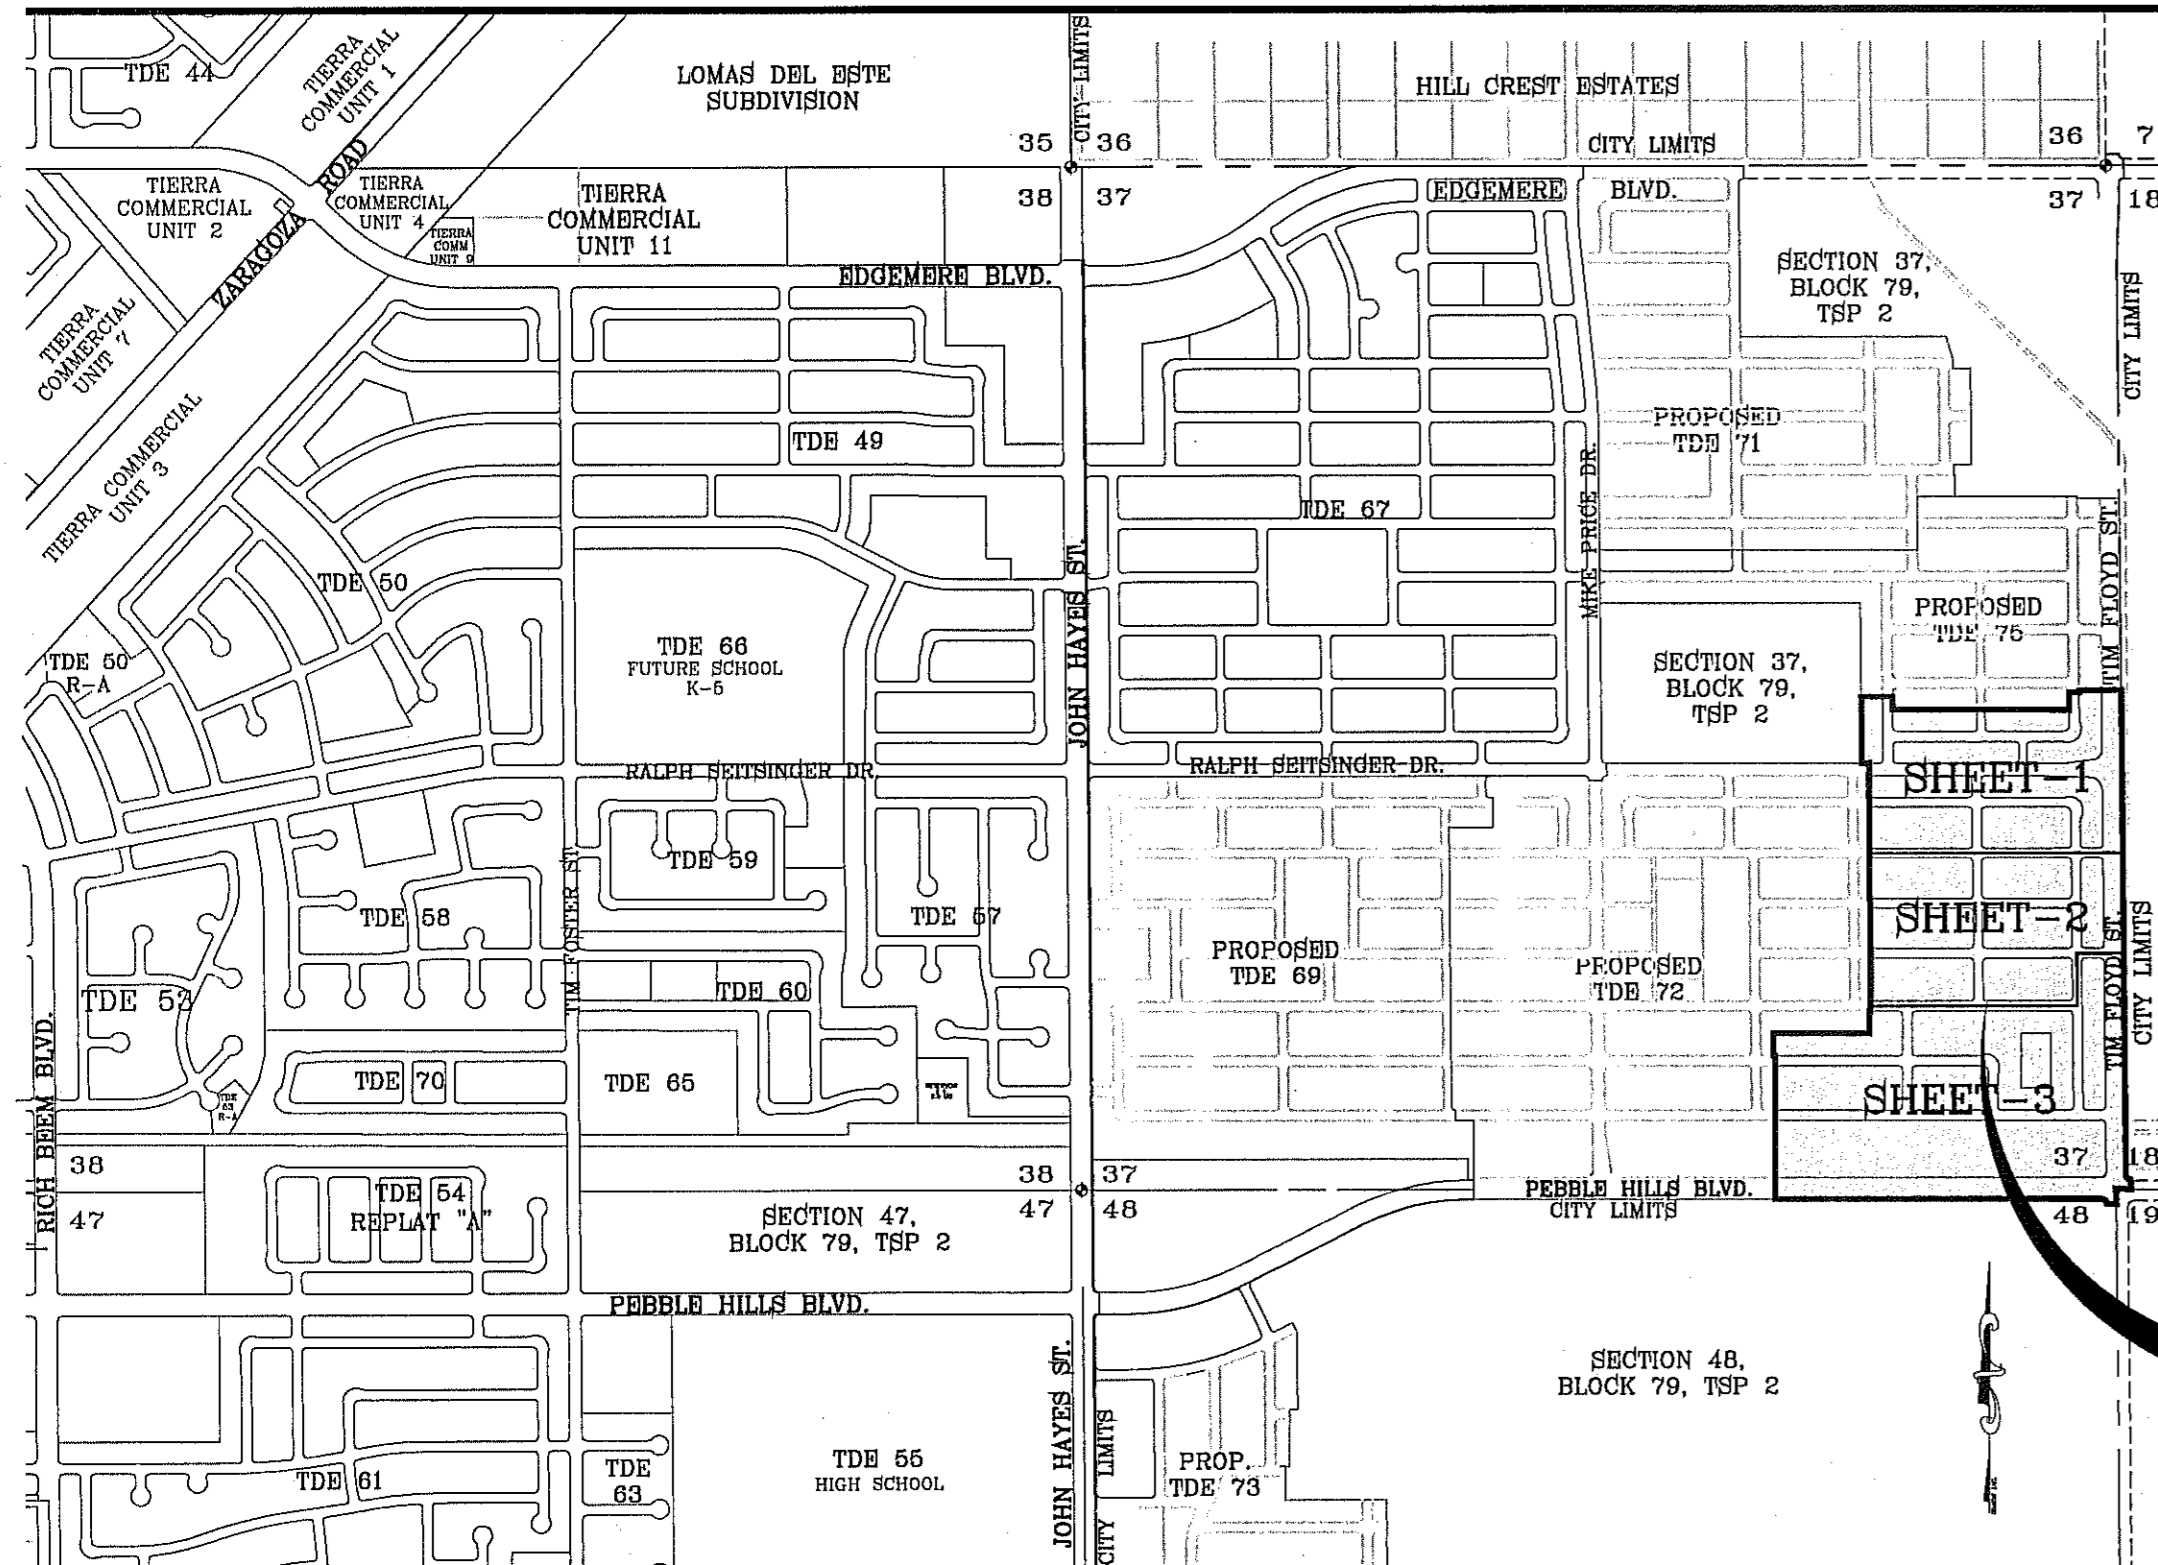 TDE 44
TIERRA
COMMERCIAL
UNIT 1
LOMAS DEL ESTE
SUBDIVISION
CITY LIMITS
HILL CREST ESTATES
CITY LIMITS
35
36
36
7
38
37
37
18
TIERRA
COMMERCIAL
UNIT 2
ZARAGOZA
ROAD
TIERRA
COMMERCIAL
UNIT 4
TIERRA
COMM
UNIT 9
TIERRA
COMMERCIAL
UNIT 11
EDGEMERE BLVD.
EDGEMERE
BLVD.
SECTION 37,
BLOCK 79,
TSP 2
CITY LIMITS
TIERRA
COMMERCIAL
UNIT 7
TIERRA COMMERCIAL
UNIT 3
TDE 49
PROPOSED
TDE 71
MIKE PRICE DR.
TDE 67
TDE 50
TDE 50
R-A
TDE 66
FUTURE SCHOOL
K-5
JOHN HAYES ST.
PROPOSED
TDE 75
TIM FLOYD ST.
SECTION 37,
BLOCK 79,
TSP 2
RALPH SEITSINGER DR.
RALPH SEITSINGER DR.
SHEET-1
TDE 59
TIM FOSTER ST
TDE 58
TDE 57
SHEET-2
PROPOSED
TDE 69
PROPOSED
TDE 72
TIM FLOYD ST.
CITY LIMITS
TDE 53
TDE 60
TDE 70
TDE 65
TDE
53
R-A
SHEET-3
RICH BEEM BLVD.
38
38
37
37
18
47
47
48
48
19
TDE 54
REPLAT "A"
SECTION 47,
BLOCK 79, TSP 2
PEBBLE HILLS BLVD.
CITY LIMITS
PEBBLE HILLS BLVD.
JOHN HAYES ST.
CITY LIMITS
SECTION 48,
BLOCK 79, TSP 2
TDE 61
TDE
63
TDE 55
HIGH SCHOOL
PROP.
TDE 73